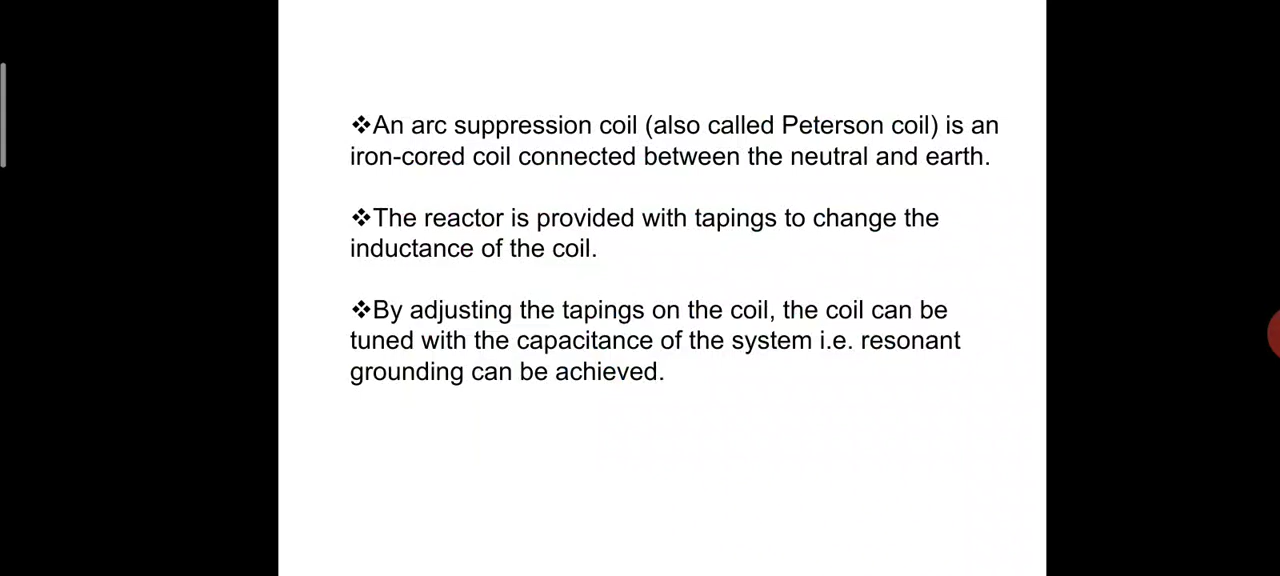 ❖An arc suppression coil (also called Peterson coil) is an
iron-cored coil connected between the neutral and earth.
❖The reactor is provided with tapings to change the
inductance of the coil.
❖By adjusting the tapings on the coil, the coil can be
tuned with the capacitance of the system i.e. resonant
grounding can be achieved.